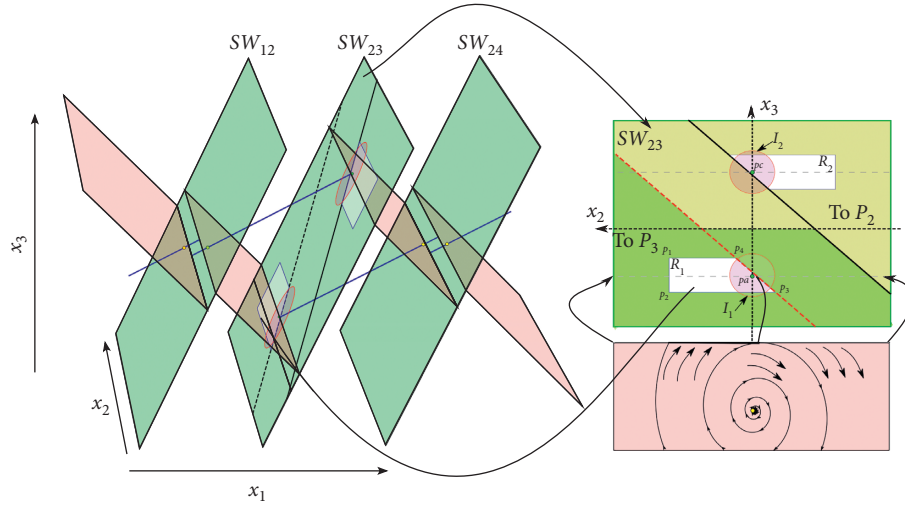 SW12
SW23
SW24
x3
x2
x1
x3
SW23
I2
pc
R2
x2
To P2
To P3
p1
p4
R1
pa
p3
p2
I1